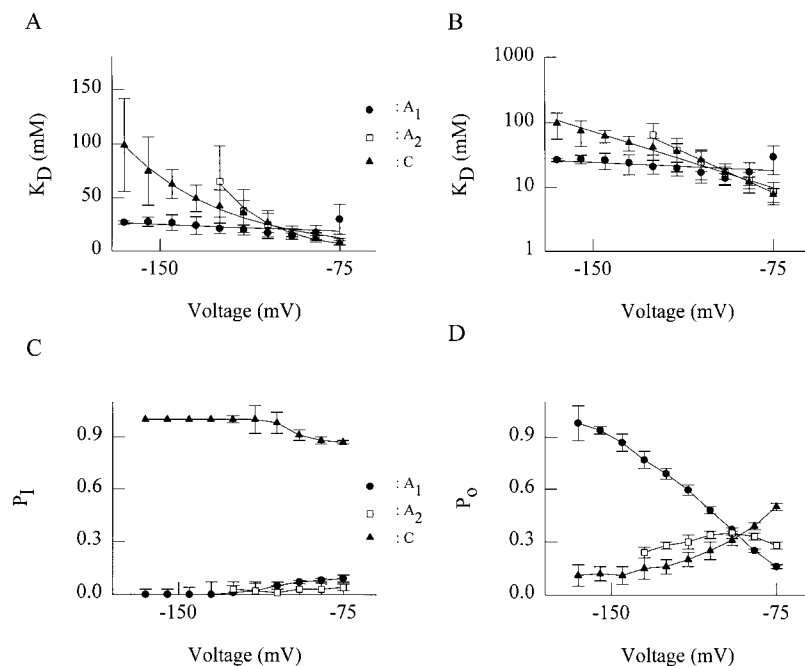 A
150
100
50
0
K_D (mM)
-150
-75
Voltage (mV)
: A_1
: A_2
: C
B
1000
100
10
1
K_D (mM)
-150
-75
Voltage (mV)
C
0.9
0.6
0.3
0.0
P_I
-150
-75
Voltage (mV)
: A_1
: A_2
: C
D
0.9
0.6
0.3
0.0
P_o
-150
-75
Voltage (mV)